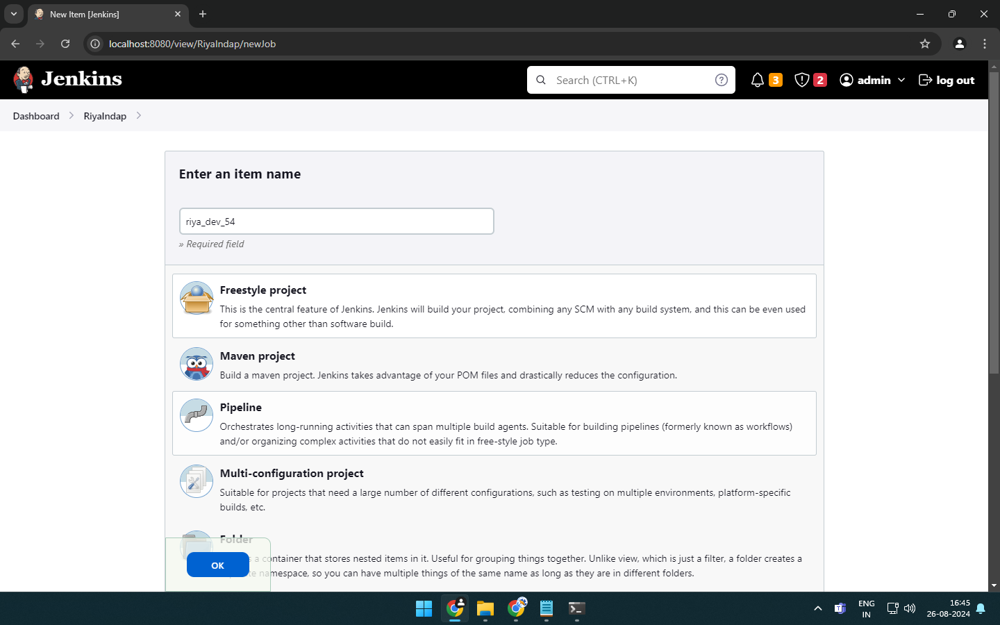 New Item [Jenkins]
localhost:8080/view/RiyaIndap/newJob
Jenkins
Search (CTRL+K)
3
2
admin
log out
Dashboard
RiyaIndap
Enter an item name
riya_dev_54
» Required field
Freestyle project
This is the central feature of Jenkins. Jenkins will build your project, combining any SCM with any build system, and this can be even used
for something other than software build.
Maven project
Build a maven project. Jenkins takes advantage of your POM files and drastically reduces the configuration.
Pipeline
Orchestrates long-running activities that can span multiple build agents. Suitable for building pipelines (formerly known as workflows)
and/or organizing complex activities that do not easily fit in free-style job type.
Multi-configuration project
Suitable for projects that need a large number of different configurations, such as testing on multiple environments, platform-specific
builds, etc.
Folder
a container that stores nested items in it. Useful for grouping things together. Unlike view, which is just a filter, a folder creates a
namespace, so you can have multiple things of the same name as long as they are in different folders.
OK
ENG
IN
16:45
26-08-2024